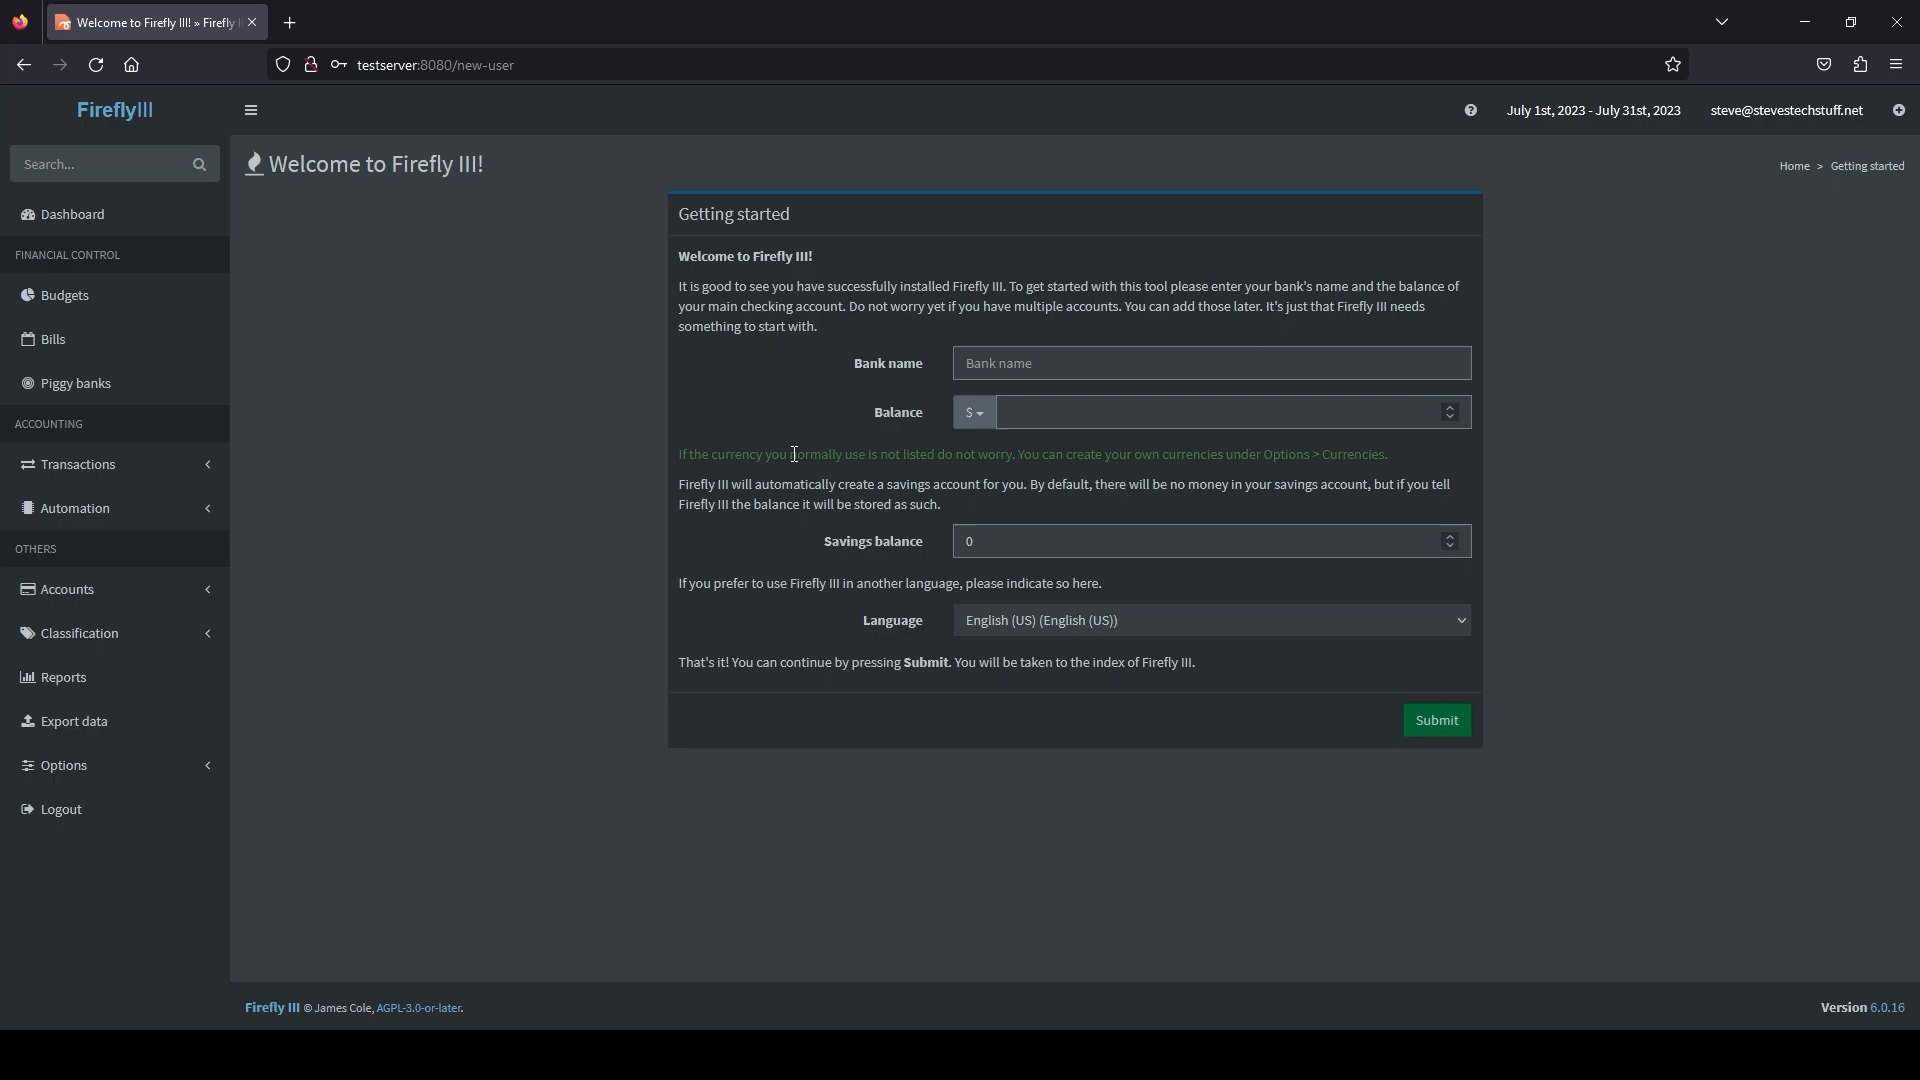 Welcome to Firefly III! » Firefly
testserver:8080/new-user
FireflyIII
July 1st, 2023 - July 31st, 2023
steve@stevestechstuff.net
Search...
Welcome to Firefly III!
Home > Getting started
Dashboard
FINANCIAL CONTROL
Budgets
Bills
Piggy banks
ACCOUNTING
Transactions
Automation
OTHERS
Accounts
Classification
Reports
Export data
Options
Logout
Getting started
Welcome to Firefly III!
It is good to see you have successfully installed Firefly III. To get started with this tool please enter your bank's name and the balance of
your main checking account. Do not worry yet if you have multiple accounts. You can add those later. It's just that Firefly III needs
something to start with.
Bank name
Bank name
Balance
$
If the currency you normally use is not listed do not worry. You can create your own currencies under Options > Currencies.
Firefly III will automatically create a savings account for you. By default, there will be no money in your savings account, but if you tell
Firefly III the balance it will be stored as such.
Savings balance
0
If you prefer to use Firefly III in another language, please indicate so here.
Language
English (US) (English (US))
That's it! You can continue by pressing Submit. You will be taken to the index of Firefly III.
Submit
Firefly III © James Cole, AGPL-3.0-or-later.
Version 6.0.16